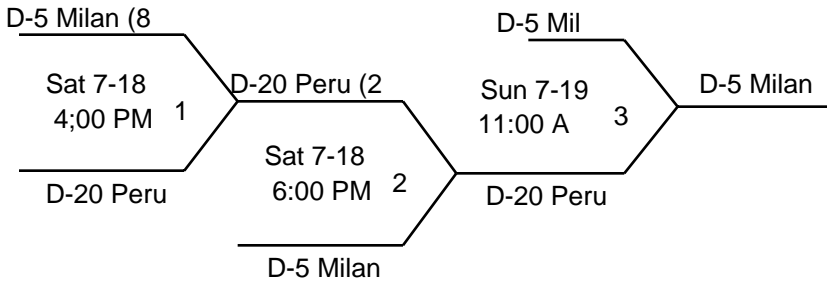 D-5 Milan (8
D-5 Mil
Sat 7-18
4;00 PM
1
D-20 Peru (2
Sun 7-19
11:00 A
3
D-5 Milan
D-20 Peru
Sat 7-18
6:00 PM
2
D-20 Peru
D-5 Milan